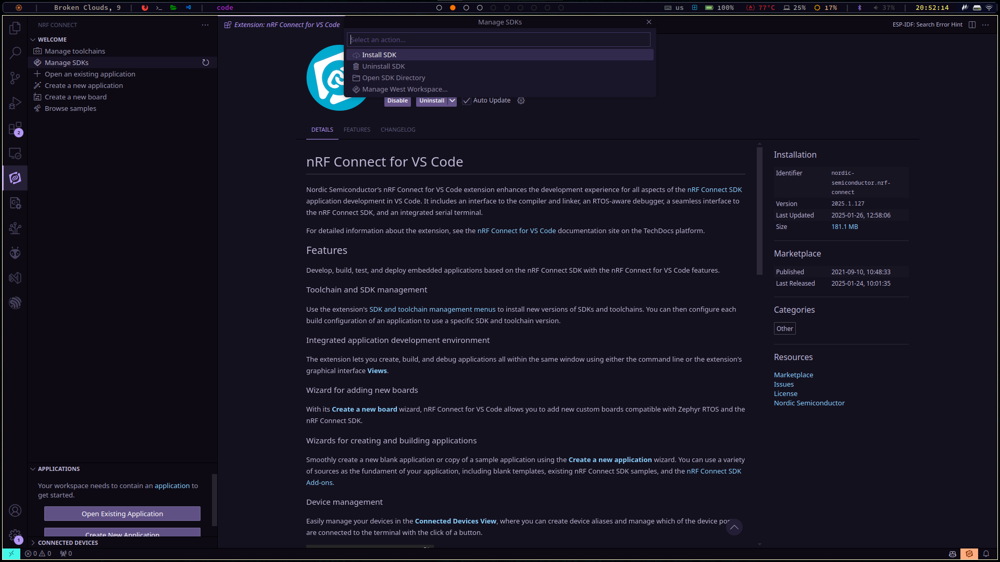 Broken Clouds, 9 | code us 100% 77°C 25% 17% | 37% | 20:52:14
NRF CONNECT
WELCOME
Manage toolchains
Manage SDKs
Open an existing application
Create a new application
Create a new board
Browse samples
2
APPLICATIONS
Your workspace needs to contain an application to
get started.
Open Existing Application
Create New Application
CONNECTED DEVICES
1
0 0 0
Extension: nRF Connect for VS Code
ESP-IDF: Search Error Hint
Manage SDKs
Select an action...
Install SDK
Uninstall SDK
Open SDK Directory
Manage West Workspace...
Disable Uninstall Auto Update
DETAILS FEATURES CHANGELOG
nRF Connect for VS Code
Nordic Semiconductor's nRF Connect for VS Code extension enhances the development experience for all aspects of the nRF Connect SDK
application development in VS Code. It includes an interface to the compiler and linker, an RTOS-aware debugger, a seamless interface to
the nRF Connect SDK, and an integrated serial terminal.
For detailed information about the extension, see the nRF Connect for VS Code documentation site on the TechDocs platform.
Features
Develop, build, test, and deploy embedded applications based on the nRF Connect SDK with the nRF Connect for VS Code features.
Toolchain and SDK management
Use the extension's SDK and toolchain management menus to install new versions of SDKs and toolchains. You can then configure each
build configuration of an application to use a specific SDK and toolchain version.
Integrated application development environment
The extension lets you create, build, and debug applications all within the same window using either the command line or the extension's
graphical interface Views.
Wizard for adding new boards
With its Create a new board wizard, nRF Connect for VS Code allows you to add new custom boards compatible with Zephyr RTOS and the
nRF Connect SDK.
Wizards for creating and building applications
Smoothly create a new blank application or copy of a sample application using the Create a new application wizard. You can use a variety
of sources as the fundament of your application, including blank templates, existing nRF Connect SDK samples, and the nRF Connect SDK
Add-ons.
Device management
Easily manage your devices in the Connected Devices View, where you can create device aliases and manage which of the device por
are connected to the terminal with the click of a button.
Installation
Identifier nordic-
semiconductor.nrf-
connect
Version 2025.1.127
Last Updated 2025-01-26, 12:58:06
Size 181.1 MB
Marketplace
Published 2021-09-10, 10:48:33
Last Released 2025-01-24, 10:01:35
Categories
Other
Resources
Marketplace
Issues
License
Nordic Semiconductor